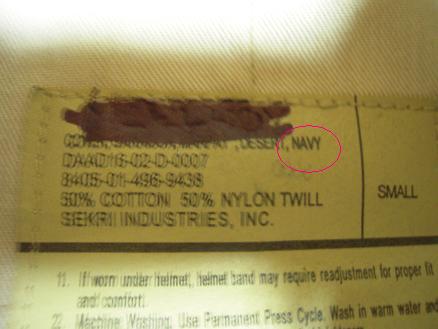 DESERT, NAVY
DAAD16-02-D-0007
8405-01-496-9438
50% COTTON 50% NYLON TWILL
SEKRI INDUSTRIES, INC.
SMALL
11. If worn under helmet, helmet band may require readjustment for proper fit
and comfort.
Machine Washing: Use Permanent Press Cycle. Wash in warm water and